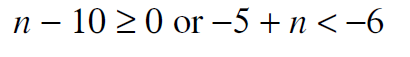 n − 10 ≥ 0 or −5 + n < −6